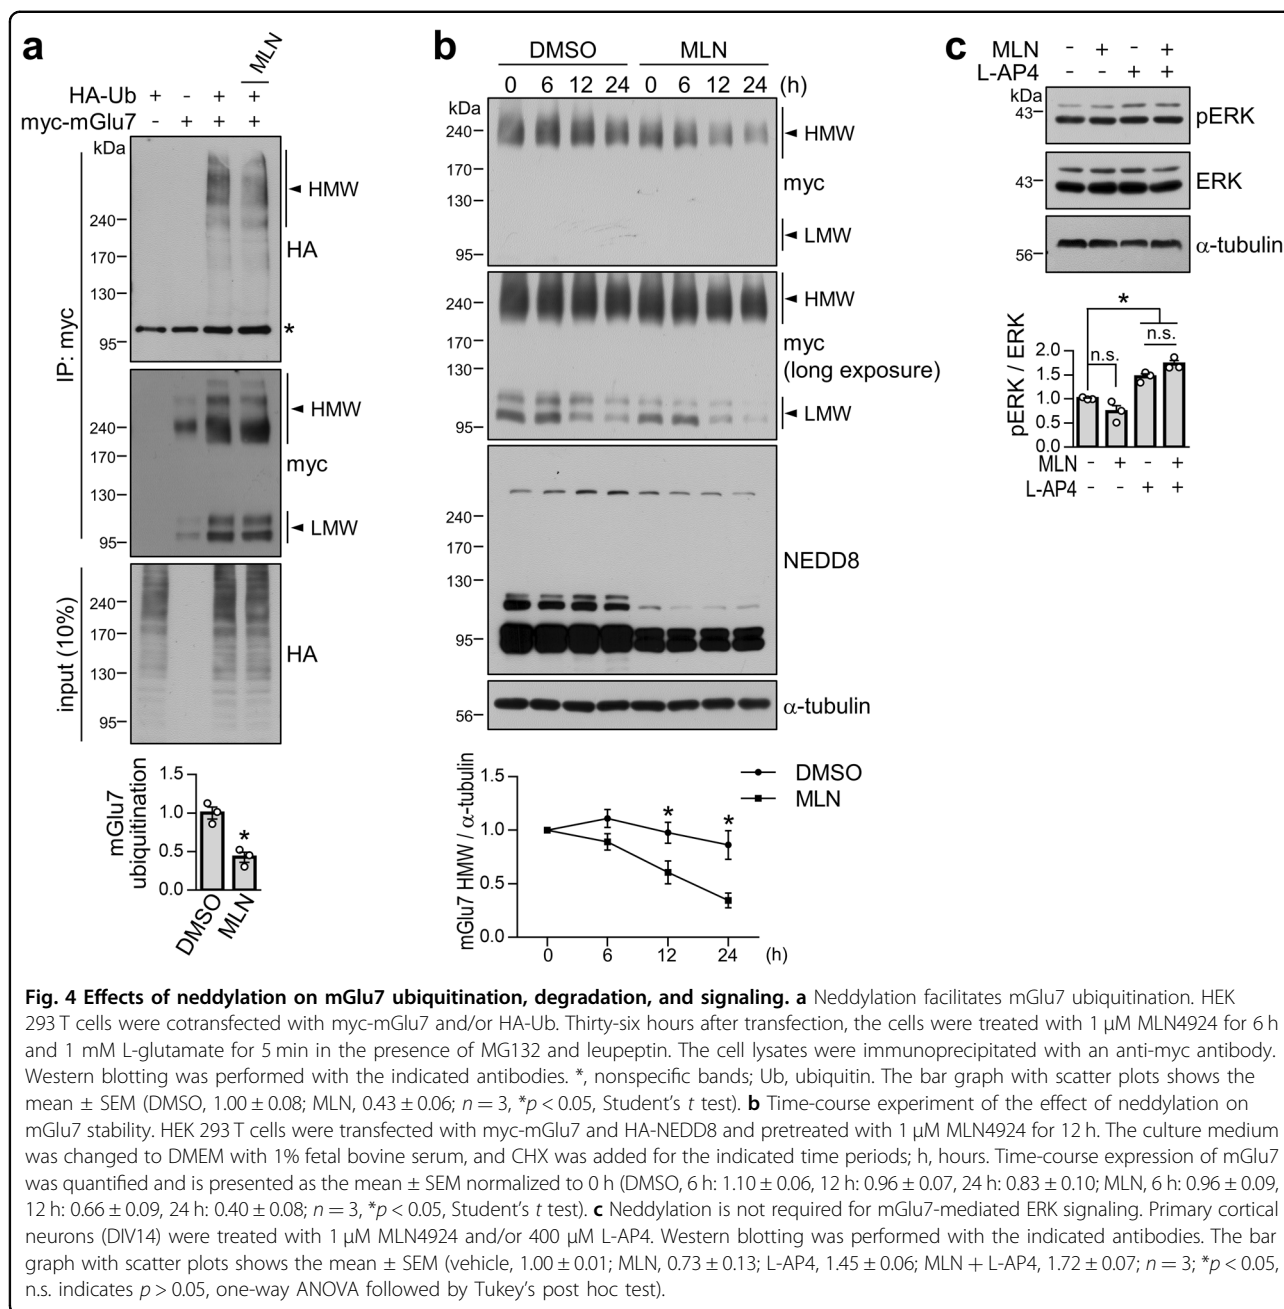 a
MLN
HA-Ub + - + +
myc-mGlu7 - + + +
kDa
IP: myc
240
170
130
95
HMW
HA
*
240
170
130
95
HMW
myc
LMW
input (10%)
240
170
130
95
HA
mGlu7
ubiquitination
1.5
1.0
0.5
0.0
*
DMSO
MLN
b
DMSO MLN
0 6 12 24 0 6 12 24 (h)
kDa
240
170
130
95
HMW
myc
LMW
240
170
130
95
HMW
myc
(long exposure)
LMW
240
170
130
95
NEDD8
56
α-tubulin
mGlu7 HMW / α-tubulin
1.5
1.0
0.5
0.0
* *
DMSO
MLN
0 6 12 24 (h)
c
MLN - + - +
L-AP4 - - + +
kDa
43
pERK
43
ERK
56
α-tubulin
pERK / ERK
*
n.s.
n.s.
2.0
1.5
1.0
0.5
0.0
MLN - + - +
L-AP4 - - + +
Fig. 4 Effects of neddylation on mGlu7 ubiquitination, degradation, and signaling. a Neddylation facilitates mGlu7 ubiquitination. HEK
293 T cells were cotransfected with myc-mGlu7 and/or HA-Ub. Thirty-six hours after transfection, the cells were treated with 1 μM MLN4924 for 6 h
and 1 mM L-glutamate for 5 min in the presence of MG132 and leupeptin. The cell lysates were immunoprecipitated with an anti-myc antibody.
Western blotting was performed with the indicated antibodies. *, nonspecific bands; Ub, ubiquitin. The bar graph with scatter plots shows the
mean ± SEM (DMSO, 1.00 ± 0.08; MLN, 0.43 ± 0.06; n = 3, *p < 0.05, Student's t test). b Time-course experiment of the effect of neddylation on
mGlu7 stability. HEK 293 T cells were transfected with myc-mGlu7 and HA-NEDD8 and pretreated with 1 μM MLN4924 for 12 h. The culture medium
was changed to DMEM with 1% fetal bovine serum, and CHX was added for the indicated time periods; h, hours. Time-course expression of mGlu7
was quantified and is presented as the mean ± SEM normalized to 0 h (DMSO, 6 h: 1.10 ± 0.06, 12 h: 0.96 ± 0.07, 24 h: 0.83 ± 0.10; MLN, 6 h: 0.96 ± 0.09,
12 h: 0.66 ± 0.09, 24 h: 0.40 ± 0.08; n = 3, *p < 0.05, Student's t test). c Neddylation is not required for mGlu7-mediated ERK signaling. Primary cortical
neurons (DIV14) were treated with 1 μM MLN4924 and/or 400 μM L-AP4. Western blotting was performed with the indicated antibodies. The bar
graph with scatter plots shows the mean ± SEM (vehicle, 1.00 ± 0.01; MLN, 0.73 ± 0.13; L-AP4, 1.45 ± 0.06; MLN + L-AP4, 1.72 ± 0.07; n = 3; *p < 0.05,
n.s. indicates p > 0.05, one-way ANOVA followed by Tukey's post hoc test).